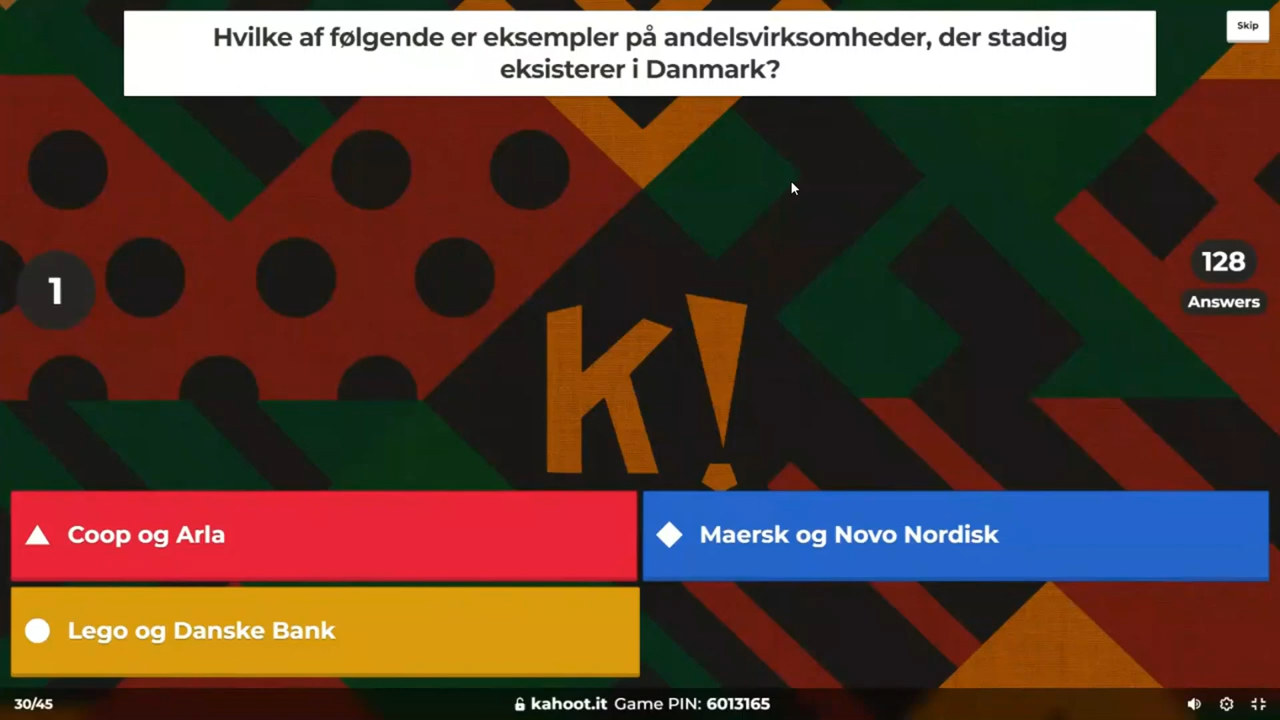 Hvilke af følgende er eksempler på andelsvirksomheder, der stadig
eksisterer i Danmark?
Skip
1
128
Answers
K!
Coop og Arla
Maersk og Novo Nordisk
Lego og Danske Bank
30/45
kahoot.it Game PIN: 6013165